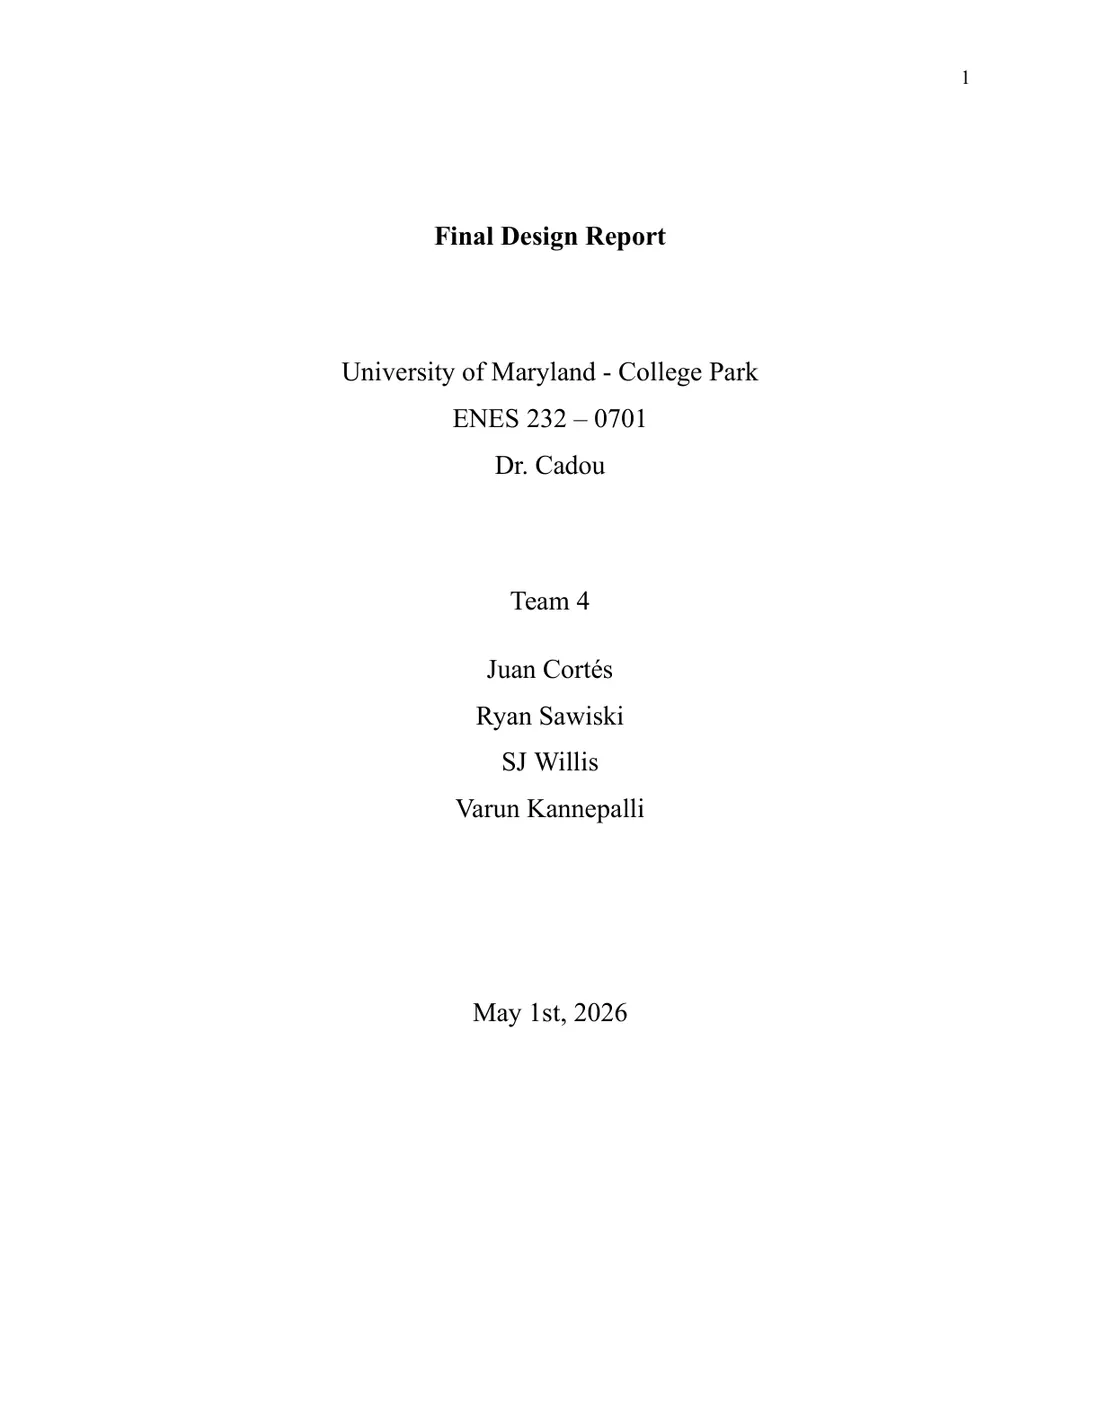 1
Final Design Report
University of Maryland - College Park
ENES 232 – 0701
Dr. Cadou
Team 4
Juan Cortés
Ryan Sawiski
SJ Willis
Varun Kannepalli
May 1st, 2026